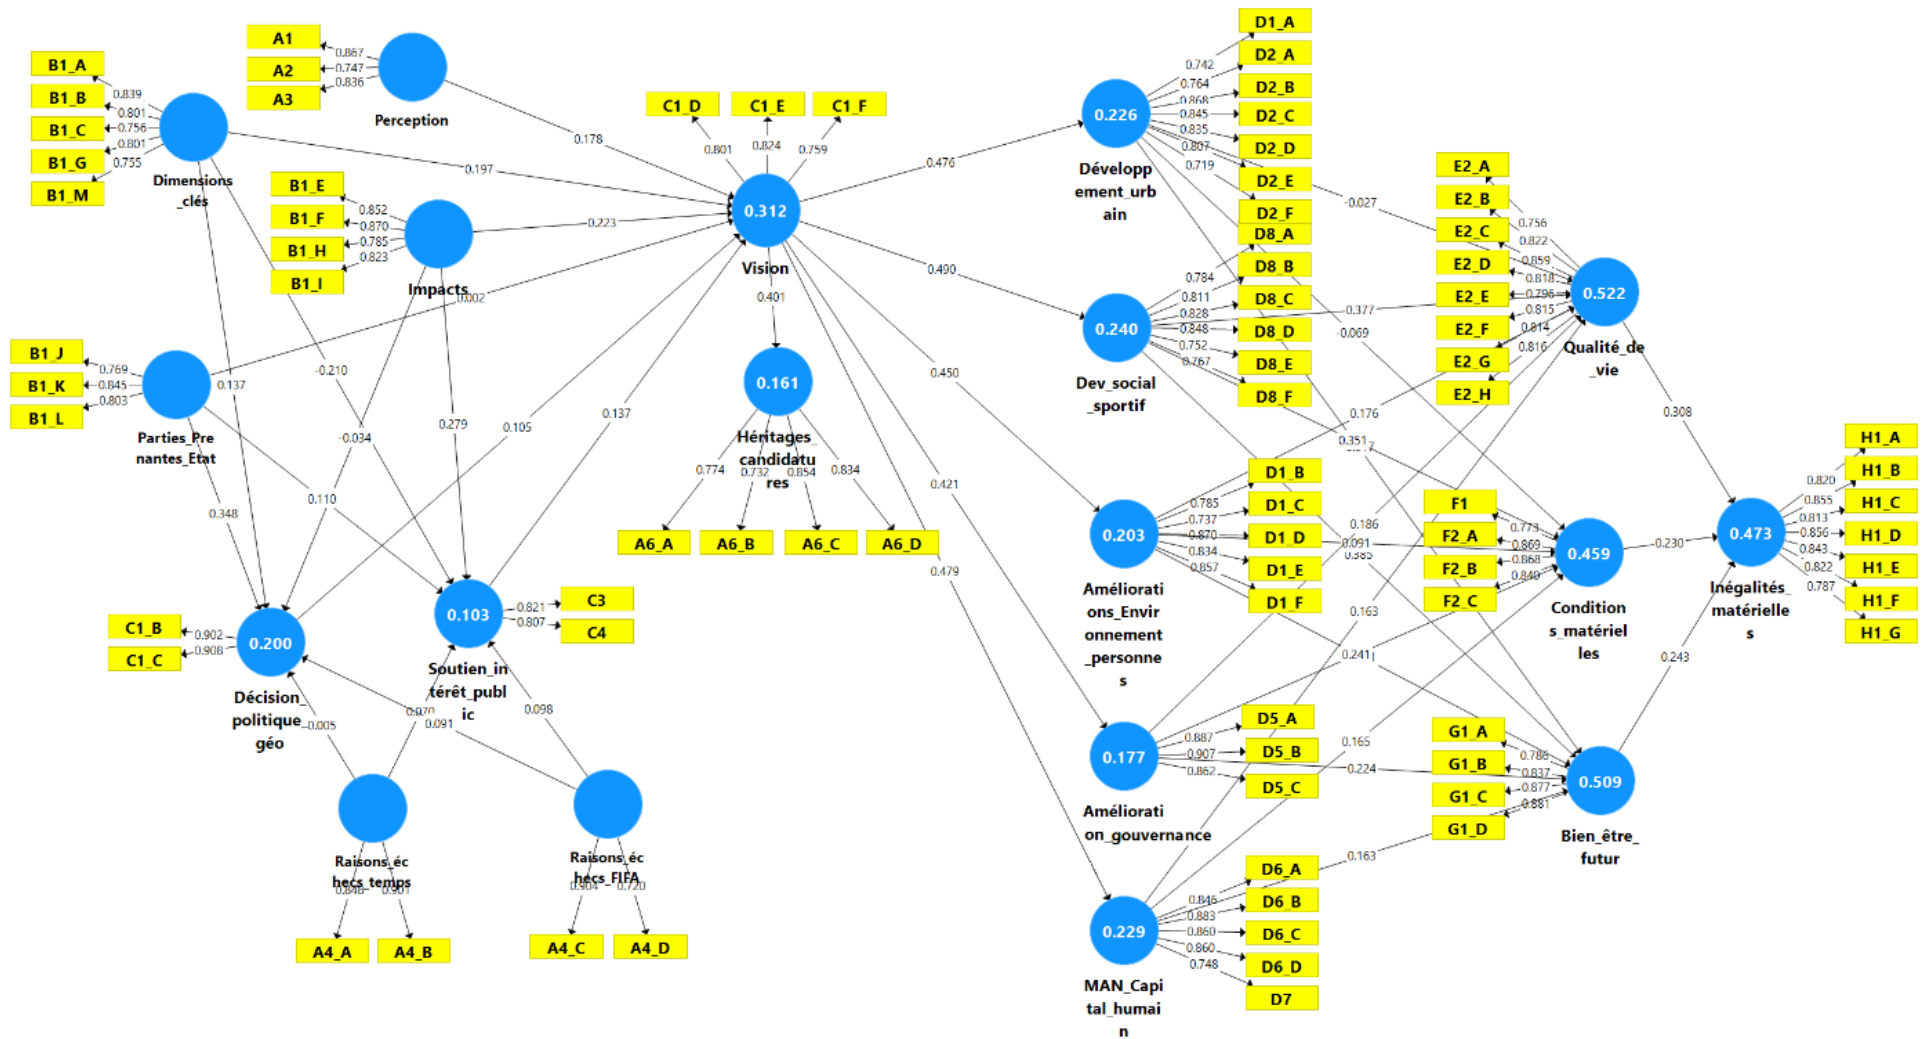 A1
A2
A3
0.867
0.747
0.836
Perception
B1_A
B1_B
B1_C
B1_G
B1_M
0.839
0.801
0.756
0.801
0.755
Dimensions
_clés
B1_E
B1_F
B1_H
B1_I
0.852
0.870
0.785
0.823
Impacts
B1_J
B1_K
B1_L
0.769
0.845
0.803
Parties_Pre
nantes_Etat
0.178
0.197
0.223
0.002
0.137
-0.210
-0.034
0.279
0.110
0.348
0.105
0.137
C1_D
C1_E
C1_F
0.801
0.824
0.759
0.312
Vision
0.401
0.161
Héritages_
candidatu
res
0.774
0.732
0.854
0.834
A6_A
A6_B
A6_C
A6_D
C1_B
C1_C
0.902
0.908
0.200
Décision_
politique_
géo
0.103
Soutien_in
térêt_publ
ic
0.821
0.807
C3
C4
-0.005
0.070
0.091
0.098
Raisons_éc
hecs_temps
0.901
A4_A
A4_B
Raisons_éc
hecs_FIFA
0.904
0.720
A4_C
A4_D
0.476
0.490
0.450
0.421
0.479
0.226
Développ
ement_urb
ain
0.742
0.764
0.868
0.845
0.835
0.807
0.719
D1_A
D2_A
D2_B
D2_C
D2_D
D2_E
D2_F
0.240
Dev_social
_sportif
0.784
0.811
0.828
0.848
0.752
0.767
D8_A
D8_B
D8_C
D8_D
D8_E
D8_F
0.203
Améliorati
ons_Envir
onnement
_personne
s
0.785
0.737
0.870
0.834
0.857
D1_B
D1_C
D1_D
D1_E
D1_F
0.177
Améliorati
on_gouvernance
0.887
0.907
0.862
D5_A
D5_B
D5_C
0.229
MAN_Capi
tal_humai
n
0.846
0.883
0.860
0.860
0.748
D6_A
D6_B
D6_C
D6_D
D7
-0.027
0.377
-0.069
0.176
0.351
0.186
0.091
0.385
0.163
0.241
0.165
0.224
0.163
E2_A
E2_B
E2_C
E2_D
E2_E
E2_F
E2_G
E2_H
0.756
0.822
0.859
0.818
0.796
0.815
0.814
0.816
0.522
Qualité_de
_vie
F1
F2_A
F2_B
F2_C
0.773
0.869
0.868
0.840
0.459
Condition
s_matériel
les
G1_A
G1_B
G1_C
G1_D
0.786
0.837
0.877
0.881
0.509
Bien_être_
futur
0.308
-0.230
0.243
0.473
Inégalités_
matérielle
s
0.820
0.855
0.813
0.856
0.843
0.822
0.787
H1_A
H1_B
H1_C
H1_D
H1_E
H1_F
H1_G